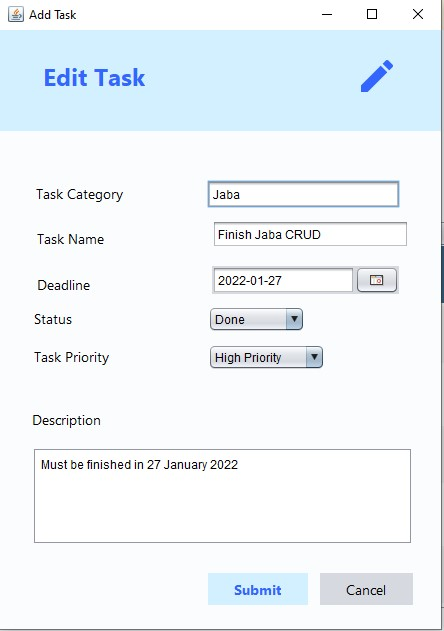 Add Task
Edit Task
Task Category
Jaba
Task Name
Finish Jaba CRUD
Deadline
2022-01-27
Status
Done
Task Priority
High Priority
Description
Must be finished in 27 January 2022
Submit
Cancel